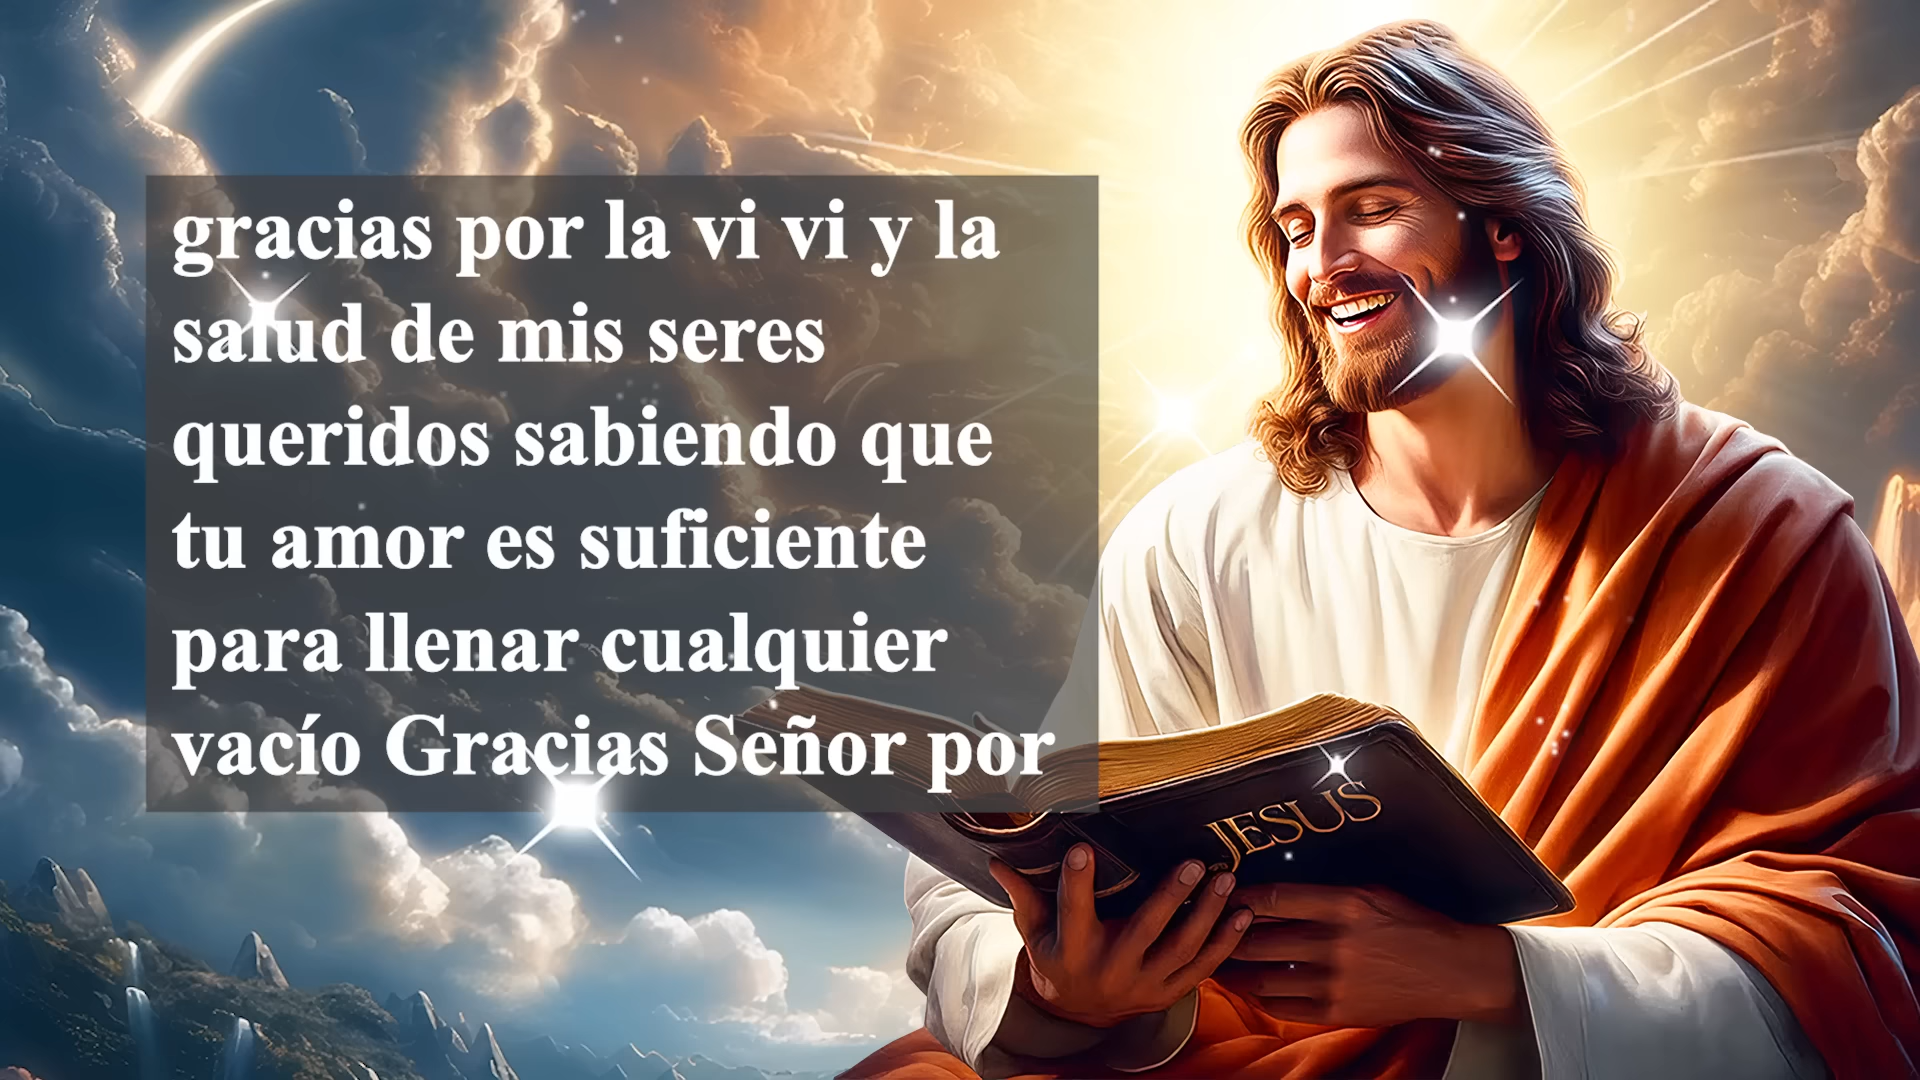 gracias por la vi vi y la
salud de mis seres
queridos sabiendo que
tu amor es suficiente
para llenar cualquier
vacío Gracias Señor por
JESUS